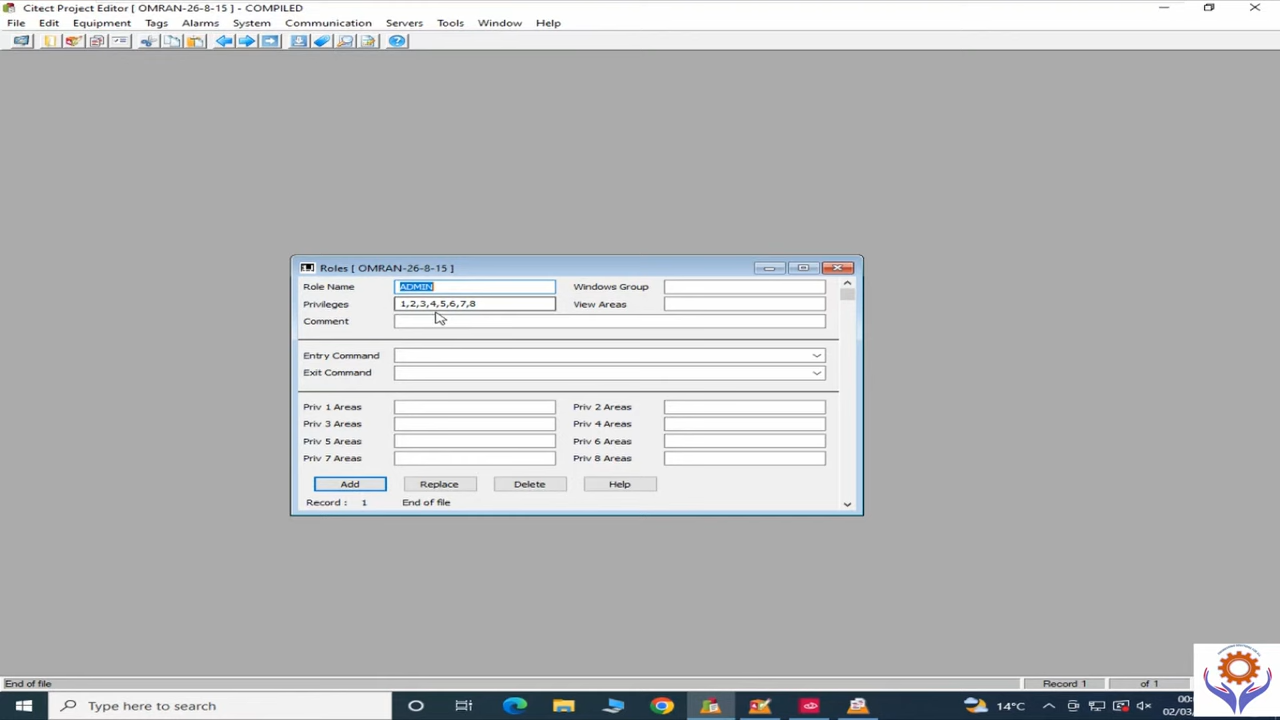 Citect Project Editor [ OMRAN-26-8-15 ] - COMPILED
File Edit Equipment Tags Alarms System Communication Servers Tools Window Help
Roles [ OMRAN-26-8-15 ]
Role Name ADMIN Windows Group
Privileges 1,2,3,4,5,6,7,8 View Areas
Comment
Entry Command
Exit Command
Priv 1 Areas Priv 2 Areas
Priv 3 Areas Priv 4 Areas
Priv 5 Areas Priv 6 Areas
Priv 7 Areas Priv 8 Areas
Add Replace Delete Help
Record : 1 End of file
End of file Record 1 of 1
Type here to search 14°C 00:
02/03/